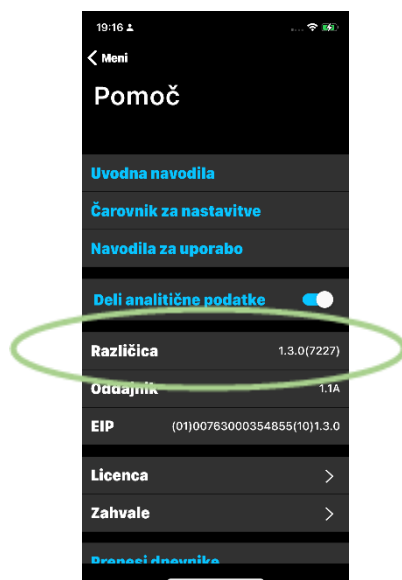 19:16
Meni
Pomoč
Uvodna navodila
Čarovnik za nastavitve
Navodila za uporabo
Deli analitične podatke
Različica 1.3.0(7227)
Oddajnik 1.1A
EIP (01)00763000354855(10)1.3.0
Licenca
Zahvale
Prenesi dnevnike